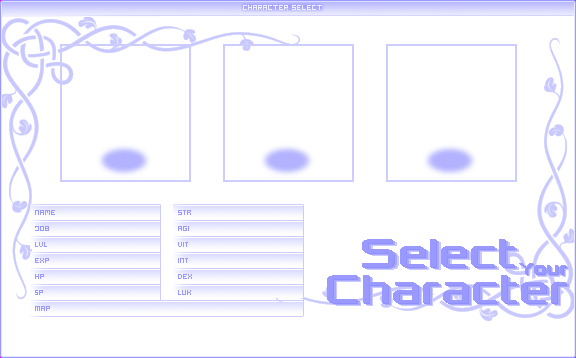 CHARACTER SELECT
NAME
JOB
LVL
EXP
HP
SP
MAP
STR
AGI
VIT
INT
DEX
LUK
Select
Your
Character